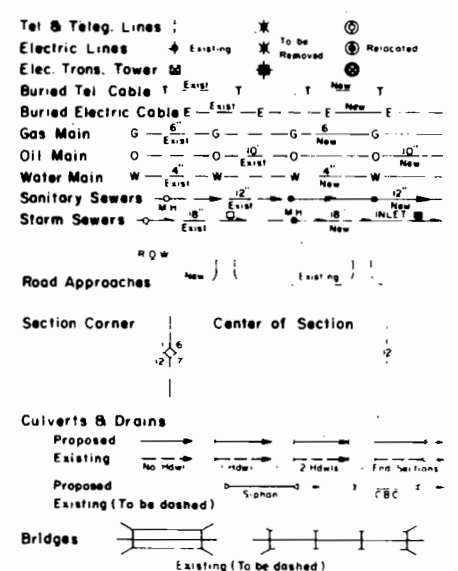 Tel & Teleg. Lines
Electric Lines Existing To be Removed Relocated
Elec. Trans. Tower
Buried Tel Cable T Exist T T New T
Buried Electric Cable E Exist E E New E
Gas Main G 6" Exist G G 6 New G
Oil Main O O 10' Exist O O 10" New
Water Main W 4" Exist W W 4" New W
Sanitary Sewers M H 12" Exist 12" New
Storm Sewers 18" Exist M H 18' New INLET
R O W
Road Approaches New Existing
Section Corner Center of Section
1 6
12 7
12
Culverts & Drains
Proposed
Existing No Hdwl 1 Hdwl 2 Hdwls End Sections
Proposed Siphon C B C
Existing (To be dashed)
Bridges
Existing (To be dashed)